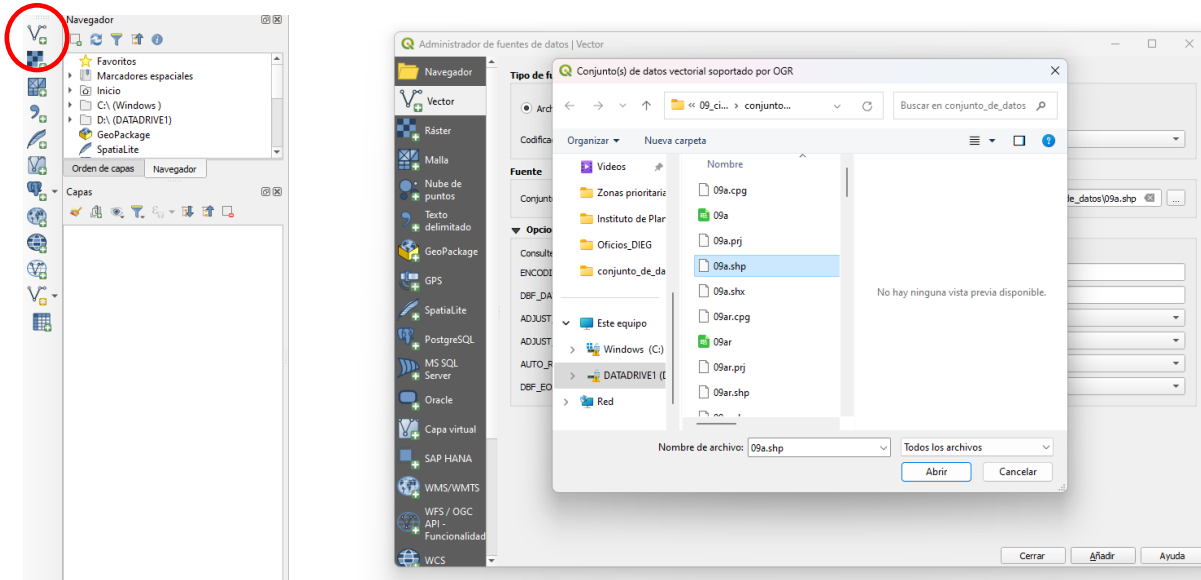 Navegador
Favoritos
Marcadores espaciales
Inicio
C:\ (Windows )
D:\ (DATADRIVE1)
GeoPackage
SpatiaLite
Orden de capas
Navegador
Capas
Administrador de fuentes de datos | Vector
Navegador
Vector
Ráster
Malla
Nube de
puntos
Texto
delimitado
GeoPackage
GPS
SpatiaLite
PostgreSQL
MS SQL
Server
Oracle
Capa virtual
SAP HANA
WMS/WMTS
WFS / OGC
API -
Funcionalidad
WCS
Tipo de fu
Arch
Codifica
Fuente
Conjunt
e_datos\09a.shp
...
Opcio
Consulte
ENCODI
DBF_DA
ADJUST_
ADJUST_
AUTO_R
DBF_EO
Conjunto(s) de datos vectorial soportado por OGR
« 09_ci... › conjunto...
Buscar en conjunto_de_datos
Organizar
Nueva carpeta
Videos
Zonas prioritaria
Instituto de Plar
Oficios_DIEG
conjunto_de_da
Este equipo
Windows (C:)
DATADRIVE1 (D
Red
Nombre
09a.cpg
09a
09a.prj
09a.shp
09a.shx
09ar.cpg
09ar
09ar.prj
09ar.shp
No hay ninguna vista previa disponible.
Nombre de archivo:
09a.shp
Todos los archivos
Abrir
Cancelar
Cerrar
Añadir
Ayuda